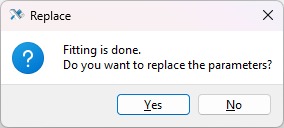 Replace
Fitting is done.
Do you want to replace the parameters?
Yes
No